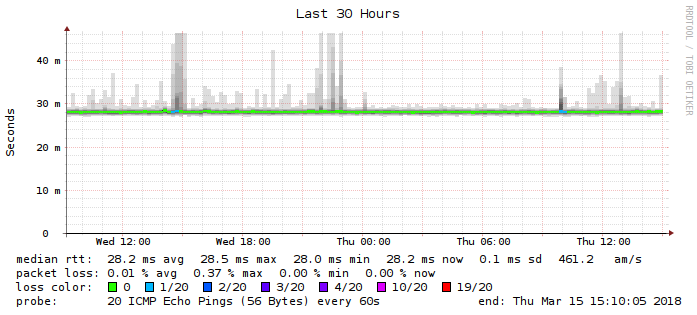 Last 30 Hours
RRDTOOL / TOBI OETIKER
Seconds
40 m
30 m
20 m
10 m
0
Wed 12:00 Wed 18:00 Thu 00:00 Thu 06:00 Thu 12:00
median rtt: 28.2 ms avg 28.5 ms max 28.0 ms min 28.2 ms now 0.1 ms sd 461.2 am/s
packet loss: 0.01 % avg 0.37 % max 0.00 % min 0.00 % now
loss color: 0 1/20 2/20 3/20 4/20 10/20 19/20
probe: 20 ICMP Echo Pings (56 Bytes) every 60s end: Thu Mar 15 15:10:05 2018